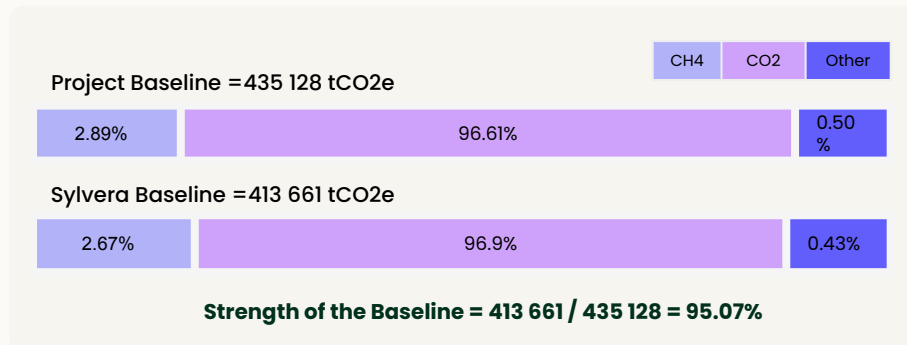 CH4 CO2 Other
Project Baseline =435 128 tCO2e
2.89% 96.61% 0.50
%
Sylvera Baseline =413 661 tCO2e
2.67% 96.9% 0.43%
Strength of the Baseline = 413 661 / 435 128 = 95.07%